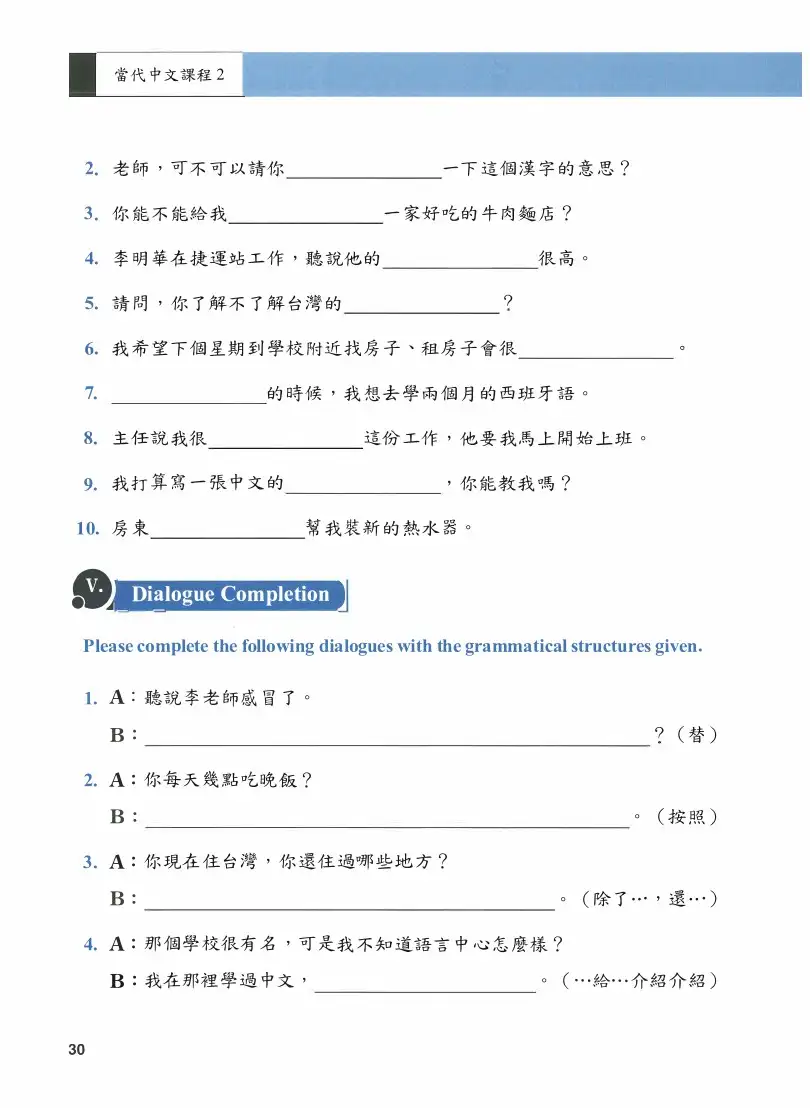 當代中文課程 2
2. 老師，可不可以請你＿＿＿＿＿＿＿一下這個漢字的意思？
3. 你能不能給我＿＿＿＿＿＿＿一家好吃的牛肉麵店？
4. 李明華在捷運站工作，聽說他的＿＿＿＿＿＿＿很高。
5. 請問，你了解不了解台灣的＿＿＿＿＿＿＿？
6. 我希望下個星期到學校附近找房子、租房子會很＿＿＿＿＿＿＿。
7. ＿＿＿＿＿＿＿的時候，我想去學兩個月的西班牙語。
8. 主任說我很＿＿＿＿＿＿＿這份工作，他要我馬上開始上班。
9. 我打算寫一張中文的＿＿＿＿＿＿＿，你能教我嗎？
10. 房東＿＿＿＿＿＿＿幫我裝新的熱水器。
V. Dialogue Completion
Please complete the following dialogues with the grammatical structures given.
1. A：聽說李老師感冒了。
B：＿＿＿＿＿＿＿＿＿＿＿＿＿＿＿＿＿＿＿＿？（替）
2. A：你每天幾點吃晚飯？
B：＿＿＿＿＿＿＿＿＿＿＿＿＿＿＿＿＿＿＿＿。（按照）
3. A：你現在住台灣，你還住過哪些地方？
B：＿＿＿＿＿＿＿＿＿＿＿＿＿＿＿＿＿。（除了…，還…）
4. A：那個學校很有名，可是我不知道語言中心怎麼樣？
B：我在那裡學過中文，＿＿＿＿＿＿＿＿＿＿。（…給…介紹介紹）
30